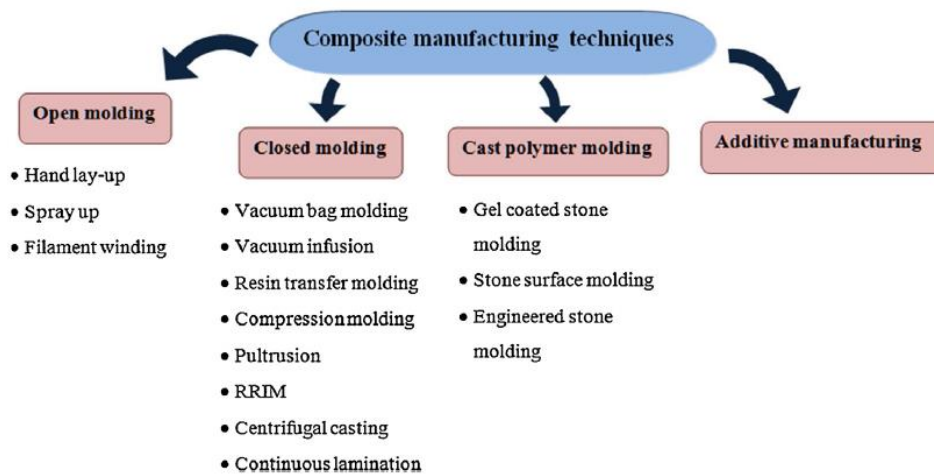 Composite manufacturing techniques
Open molding
• Hand lay-up
• Spray up
• Filament winding
Closed molding
• Vacuum bag molding
• Vacuum infusion
• Resin transfer molding
• Compression molding
• Pultrusion
• RRIM
• Centrifugal casting
• Continuous lamination
Cast polymer molding
• Gel coated stone
molding
• Stone surface molding
• Engineered stone
molding
Additive manufacturing